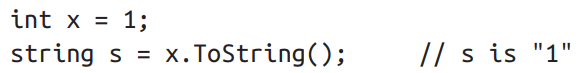 int x = 1;
string s = x.ToString();     // s is "1"